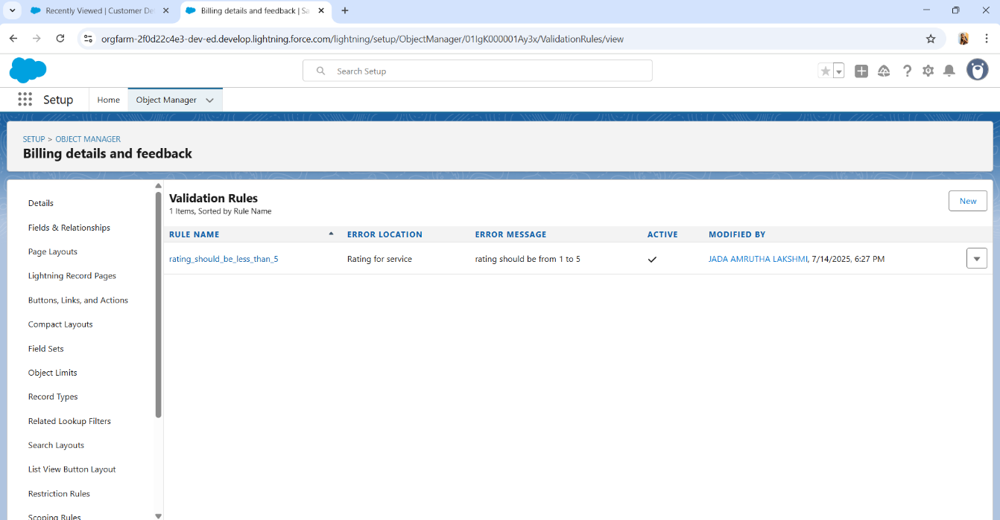 Recently Viewed | Customer De
Billing details and feedback | Sa
orgfarm-2f0d22c4e3-dev-ed.develop.lightning.force.com/lightning/setup/ObjectManager/01IgK000001Ay3x/ValidationRules/view
Search Setup
Setup
Home
Object Manager
SETUP > OBJECT MANAGER
Billing details and feedback
Details
Fields & Relationships
Page Layouts
Lightning Record Pages
Buttons, Links, and Actions
Compact Layouts
Field Sets
Object Limits
Record Types
Related Lookup Filters
Search Layouts
List View Button Layout
Restriction Rules
Scoping Rules
Validation Rules
1 Items, Sorted by Rule Name
New
RULE NAME ERROR LOCATION ERROR MESSAGE ACTIVE MODIFIED BY
rating_should_be_less_than_5 Rating for service rating should be from 1 to 5 JADA AMRUTHA LAKSHMI, 7/14/2025, 6:27 PM